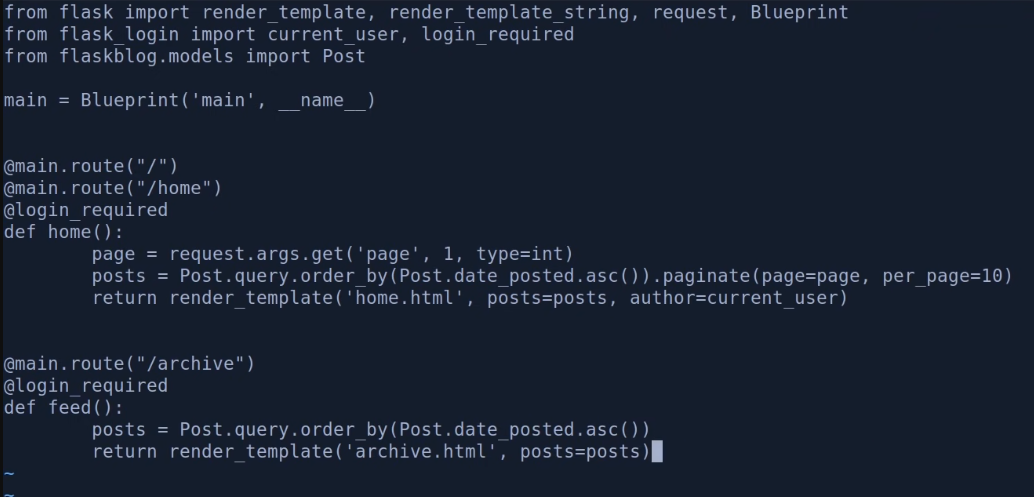 from flask import render_template, render_template_string, request, Blueprint
from flask_login import current_user, login_required
from flaskblog.models import Post
main = Blueprint('main', __name__)
@main.route("/")
@main.route("/home")
@login_required
def home():
        page = request.args.get('page', 1, type=int)
        posts = Post.query.order_by(Post.date_posted.asc()).paginate(page=page, per_page=10)
        return render_template('home.html', posts=posts, author=current_user)
@main.route("/archive")
@login_required
def feed():
        posts = Post.query.order_by(Post.date_posted.asc())
        return render_template('archive.html', posts=posts)
~
~